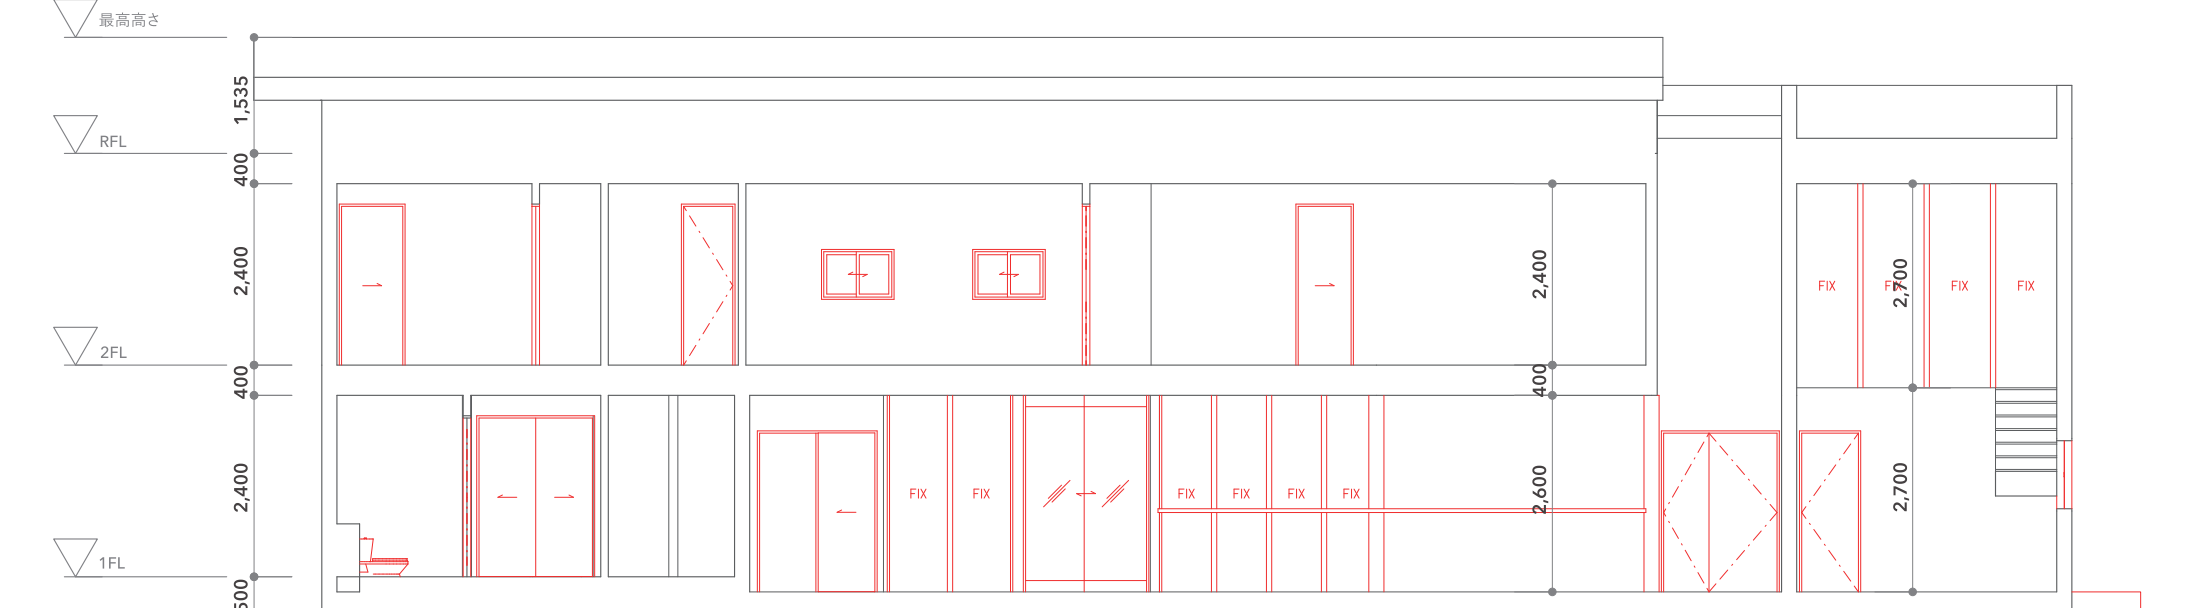 最高高さ
1,535
RFL
400
2,400
2,400
2,700
FIX
FIX
FIX
FIX
2FL
400
400
2,400
2,600
2,700
FIX
FIX
FIX
FIX
FIX
FIX
1FL